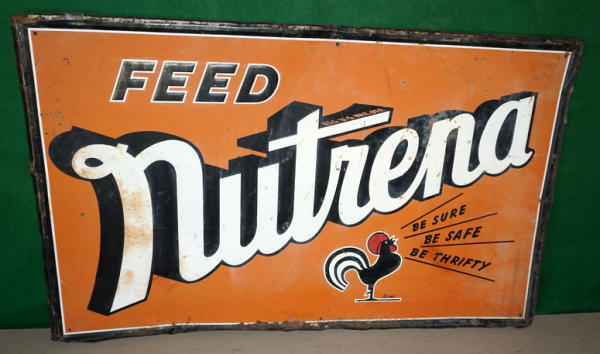 FEED
Nutrena
BE SURE
BE SAFE
BE THRIFTY